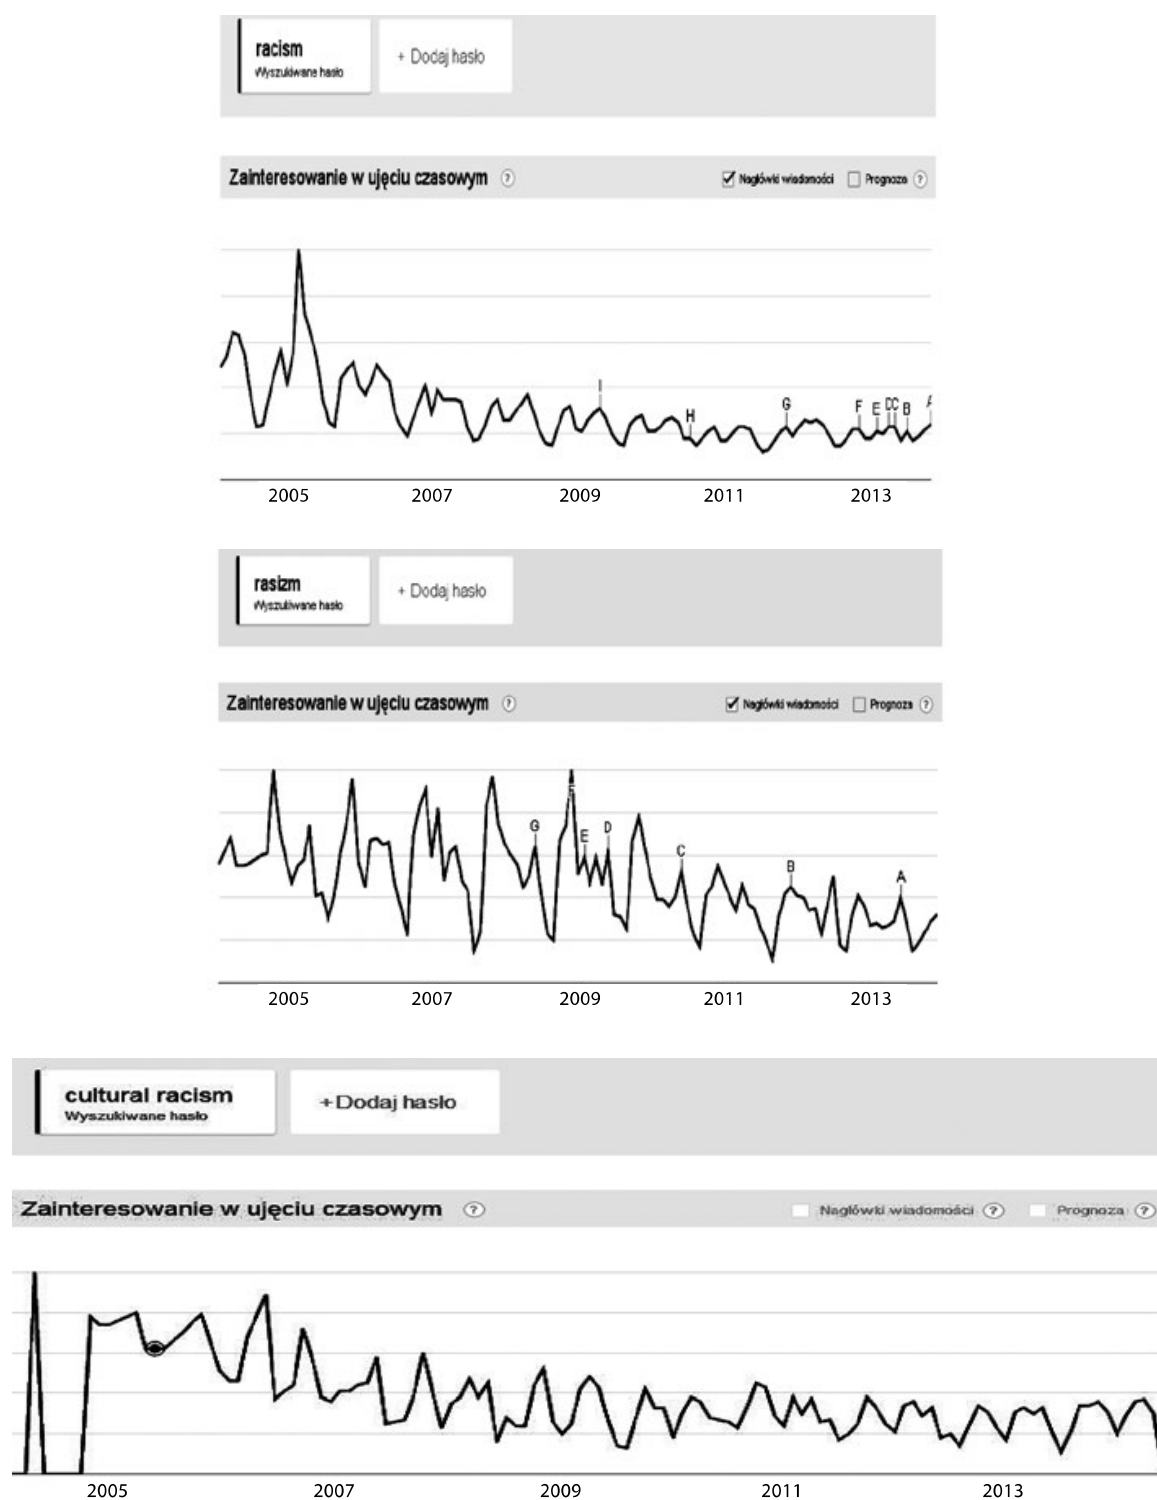 racism
Wyszukiwane hasło
+ Dodaj hasło
Zainteresowanie w ujęciu czasowym ?
Nagłówki wiadomości Prognoza ?
I
H
G
F
E
D
C
B
A
2005 2007 2009 2011 2013
rasizm
Wyszukiwane hasło
+ Dodaj hasło
Zainteresowanie w ujęciu czasowym ?
Nagłówki wiadomości Prognoza ?
G
F
E
D
C
B
A
2005 2007 2009 2011 2013
cultural racism
Wyszukiwane hasło
+Dodaj hasło
Zainteresowanie w ujęciu czasowym ?
Nagłówki wiadomości ? Prognoza ?
2005 2007 2009 2011 2013